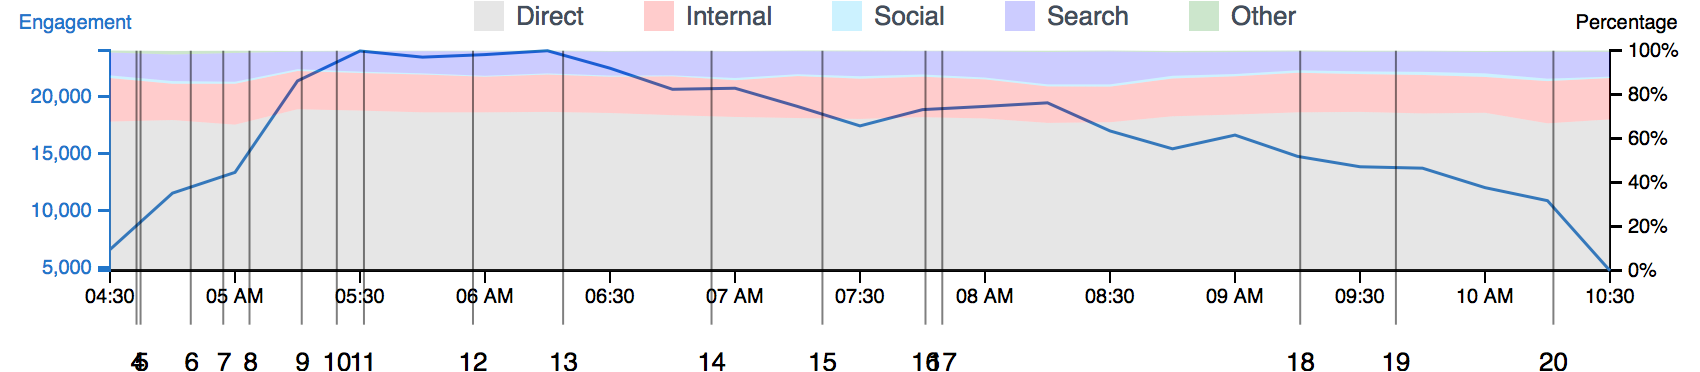 Engagement Direct Internal Social Search Other Percentage
100%
20,000 80%
15,000 60%
10,000 40%
20%
5,000 0%
04:30 05 AM 05:30 06 AM 06:30 07 AM 07:30 08 AM 08:30 09 AM 09:30 10 AM 10:30
4 5 6 7 8 9 10 11 12 13 14 15 16 17 18 19 20